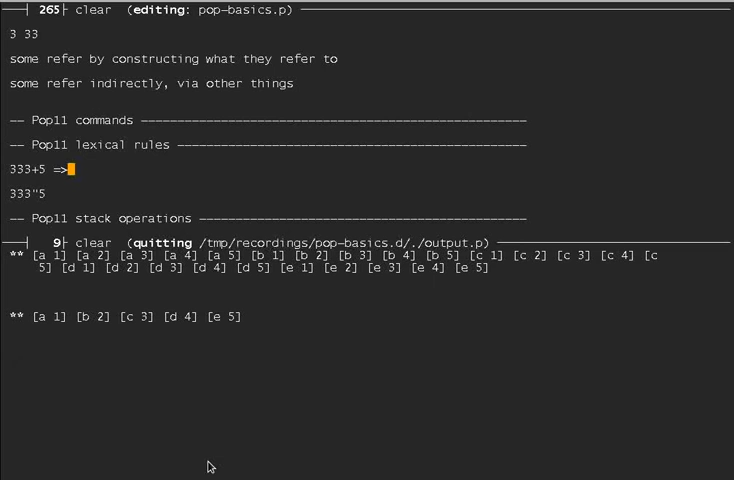 265 clear (editing: pop-basics.p)
3 33
some refer by constructing what they refer to
some refer indirectly, via other things
-- Pop11 commands -----------------------------------------------------
-- Pop11 lexical rules ------------------------------------------------
333+5 =>
333"5
-- Pop11 stack operations ---------------------------------------------
9 clear (quitting /tmp/recordings/pop-basics.d/./output.p)
** [a 1] [a 2] [a 3] [a 4] [a 5] [b 1] [b 2] [b 3] [b 4] [b 5] [c 1] [c 2] [c 3] [c 4] [c
5] [d 1] [d 2] [d 3] [d 4] [d 5] [e 1] [e 2] [e 3] [e 4] [e 5]
** [a 1] [b 2] [c 3] [d 4] [e 5]